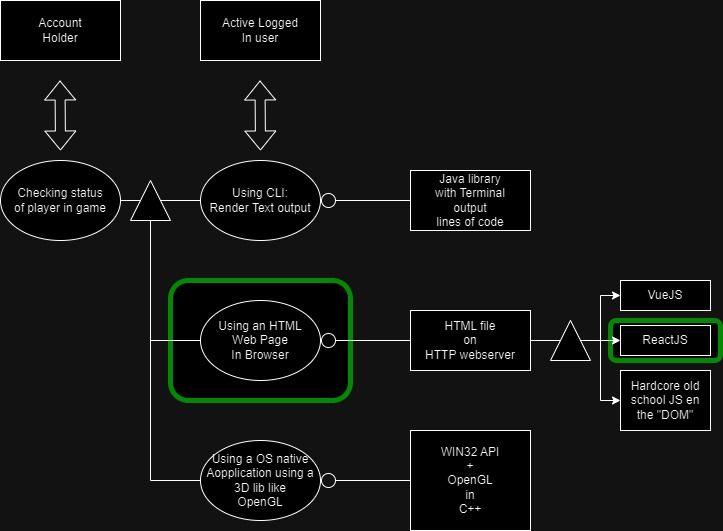 Account
Holder
Active Logged
In user
Checking status
of player in game
Using CLI:
Render Text output
Java library
with Terminal
output
lines of code
Using an HTML
Web Page
In Browser
HTML file
on
HTTP webserver
VueJS
ReactJS
Hardcore old
school JS en
the "DOM"
Using a OS native
Aopplication using a
3D lib like
OpenGL
WIN32 API
+
OpenGL
in
C++